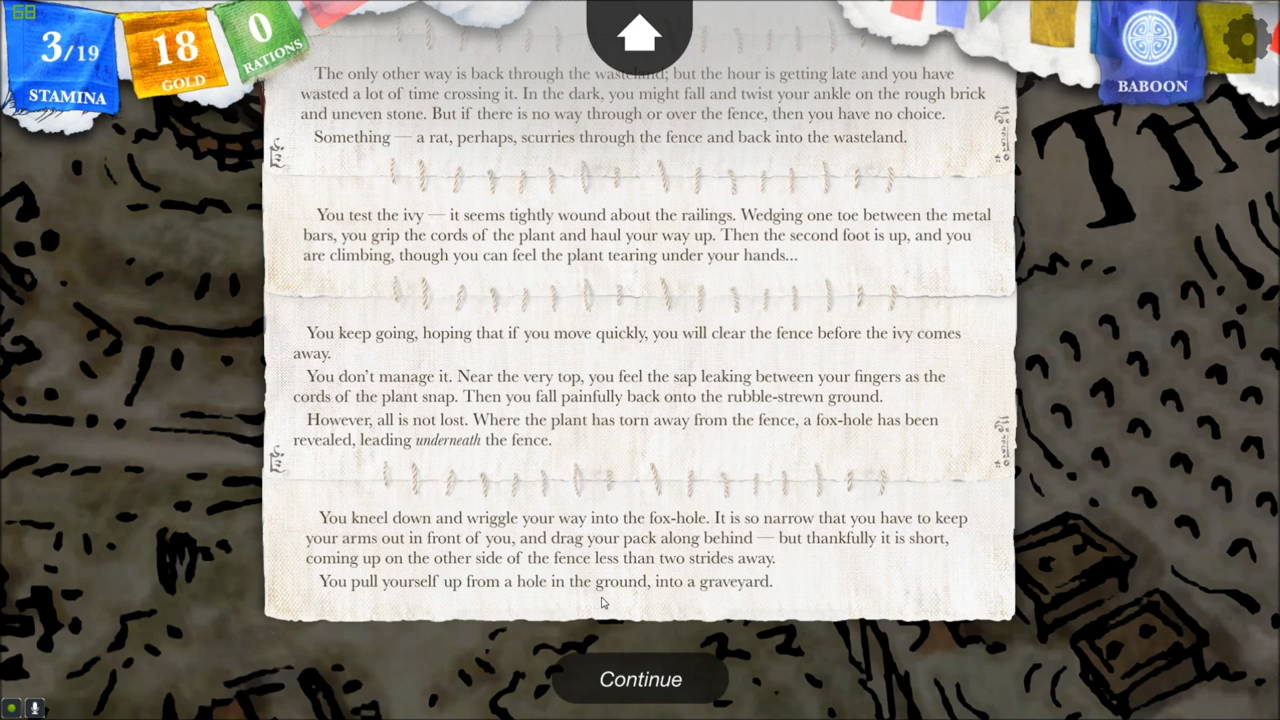 68
3/19
STAMINA
18
GOLD
0
RATIONS
BABOON
TH
The only other way is back through the wasteland; but the hour is getting late and you have
wasted a lot of time crossing it. In the dark, you might fall and twist your ankle on the rough brick
and uneven stone. But if there is no way through or over the fence, then you have no choice.
Something — a rat, perhaps, scurries through the fence and back into the wasteland.
You test the ivy — it seems tightly wound about the railings. Wedging one toe between the metal
bars, you grip the cords of the plant and haul your way up. Then the second foot is up, and you
are climbing, though you can feel the plant tearing under your hands...
You keep going, hoping that if you move quickly, you will clear the fence before the ivy comes
away.
You don't manage it. Near the very top, you feel the sap leaking between your fingers as the
cords of the plant snap. Then you fall painfully back onto the rubble-strewn ground.
However, all is not lost. Where the plant has torn away from the fence, a fox-hole has been
revealed, leading underneath the fence.
You kneel down and wriggle your way into the fox-hole. It is so narrow that you have to keep
your arms out in front of you, and drag your pack along behind — but thankfully it is short,
coming up on the other side of the fence less than two strides away.
You pull yourself up from a hole in the ground, into a graveyard.
Continue